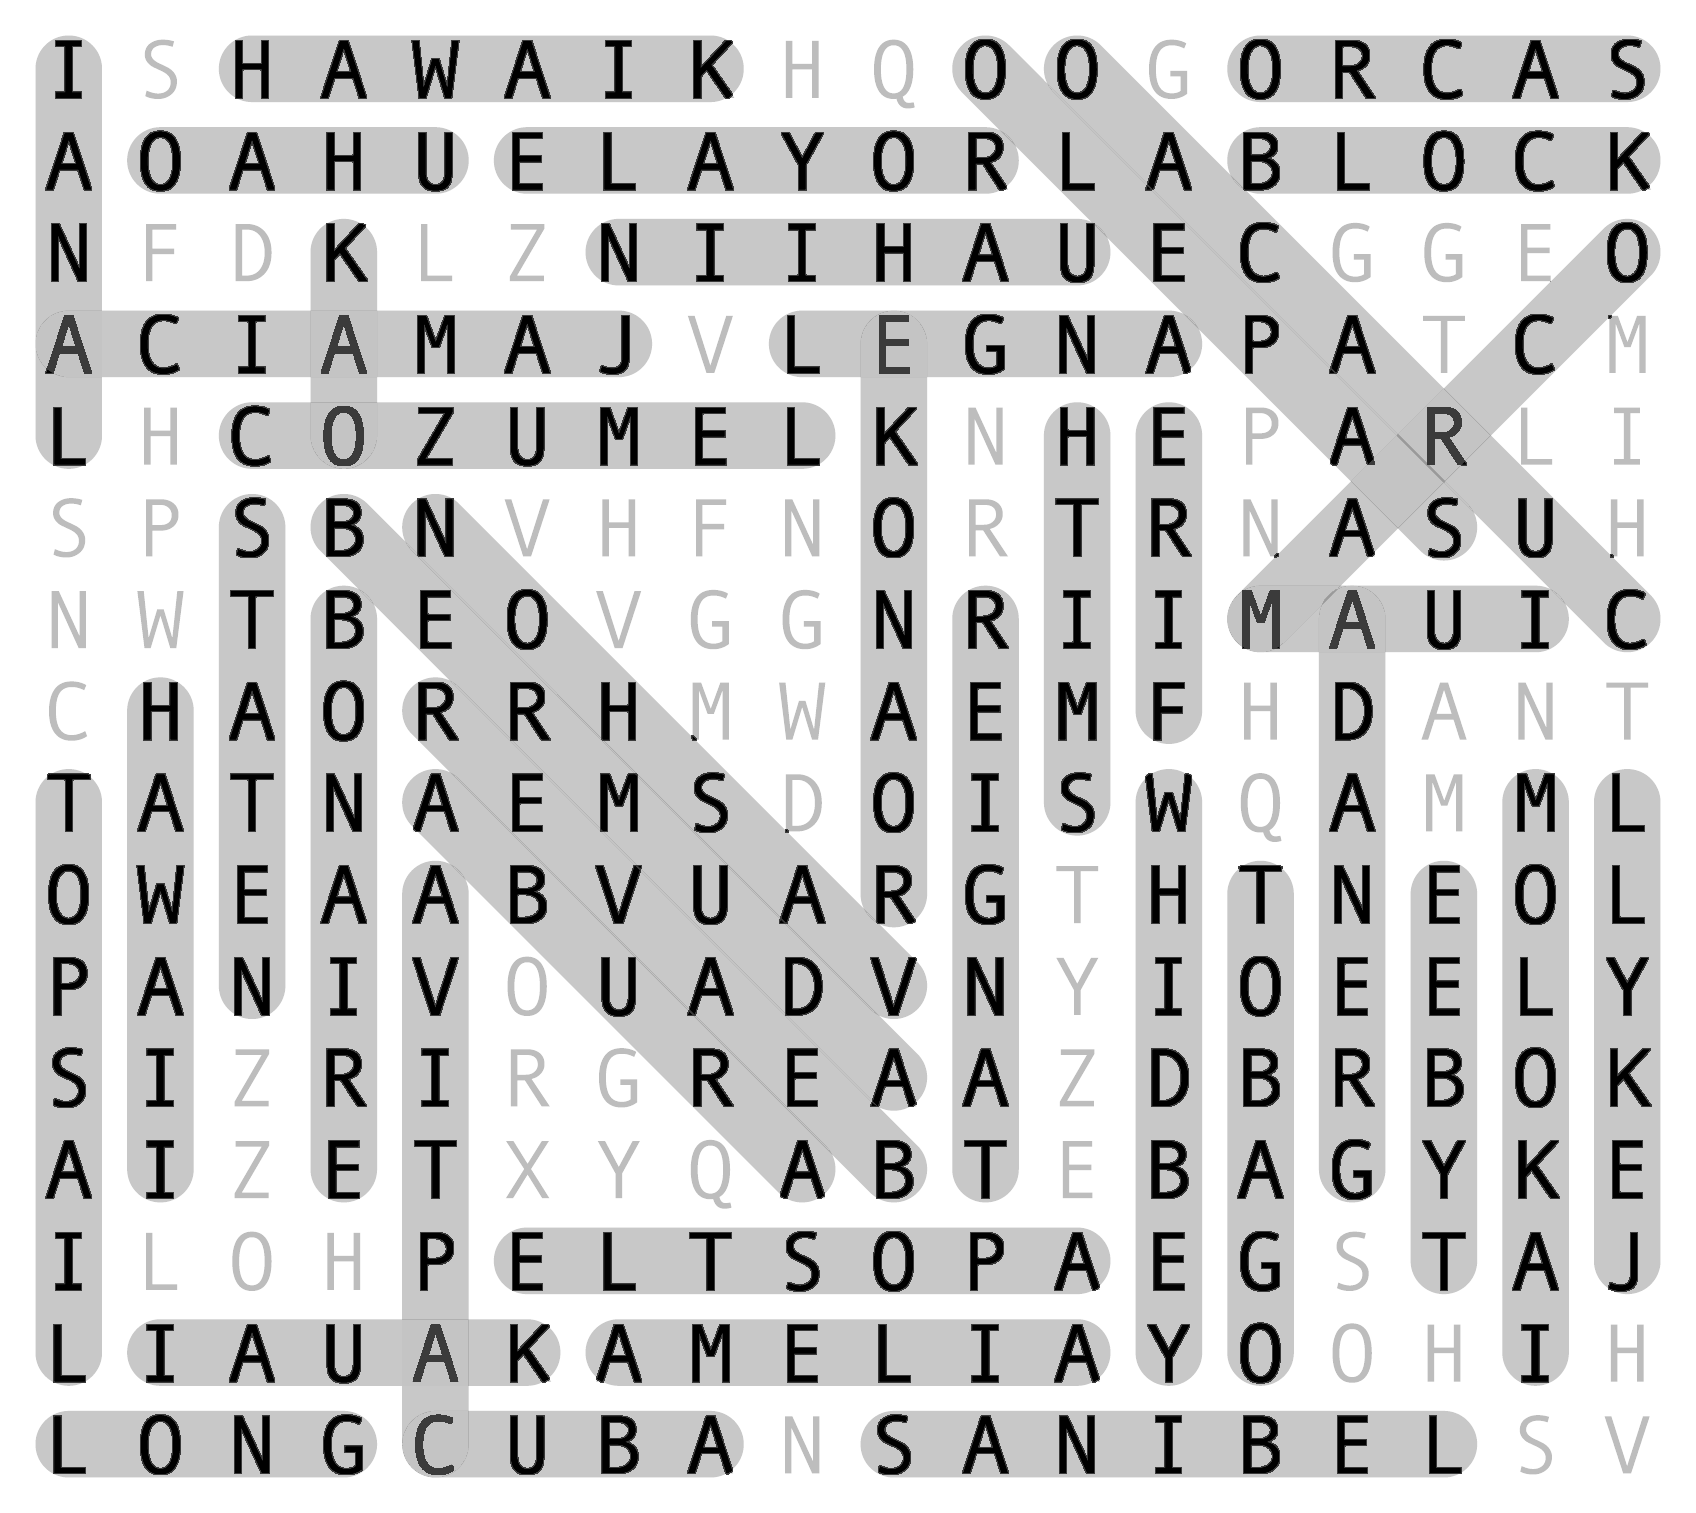 I S H A W A I K H Q O O G O R C A S
A O A H U E L A Y O R L A B L O C K
N F D K L Z N I I H A U E C G G E O
A C I A M A J V L E G N A P A T C M
L H C O Z U M E L K N H E P A R L I
S P S B N V H F N O R T R N A S U H
N W T B E O V G G N R I I M A U I C
C H A O R R H M W A E M F H D A N T
T A T N A E M S D O I S W Q A M M L
O W E A A B V U A R G T H T N E O L
P A N I V O U A D V N Y I O E E L Y
S I Z R I R G R E A A Z D B R B O K
A I Z E T X Y Q A B T E B A G Y K E
I L O H P E L T S O P A E G S T A J
L I A U A K A M E L I A Y O O H I H
L O N G C U B A N S A N I B E L S V